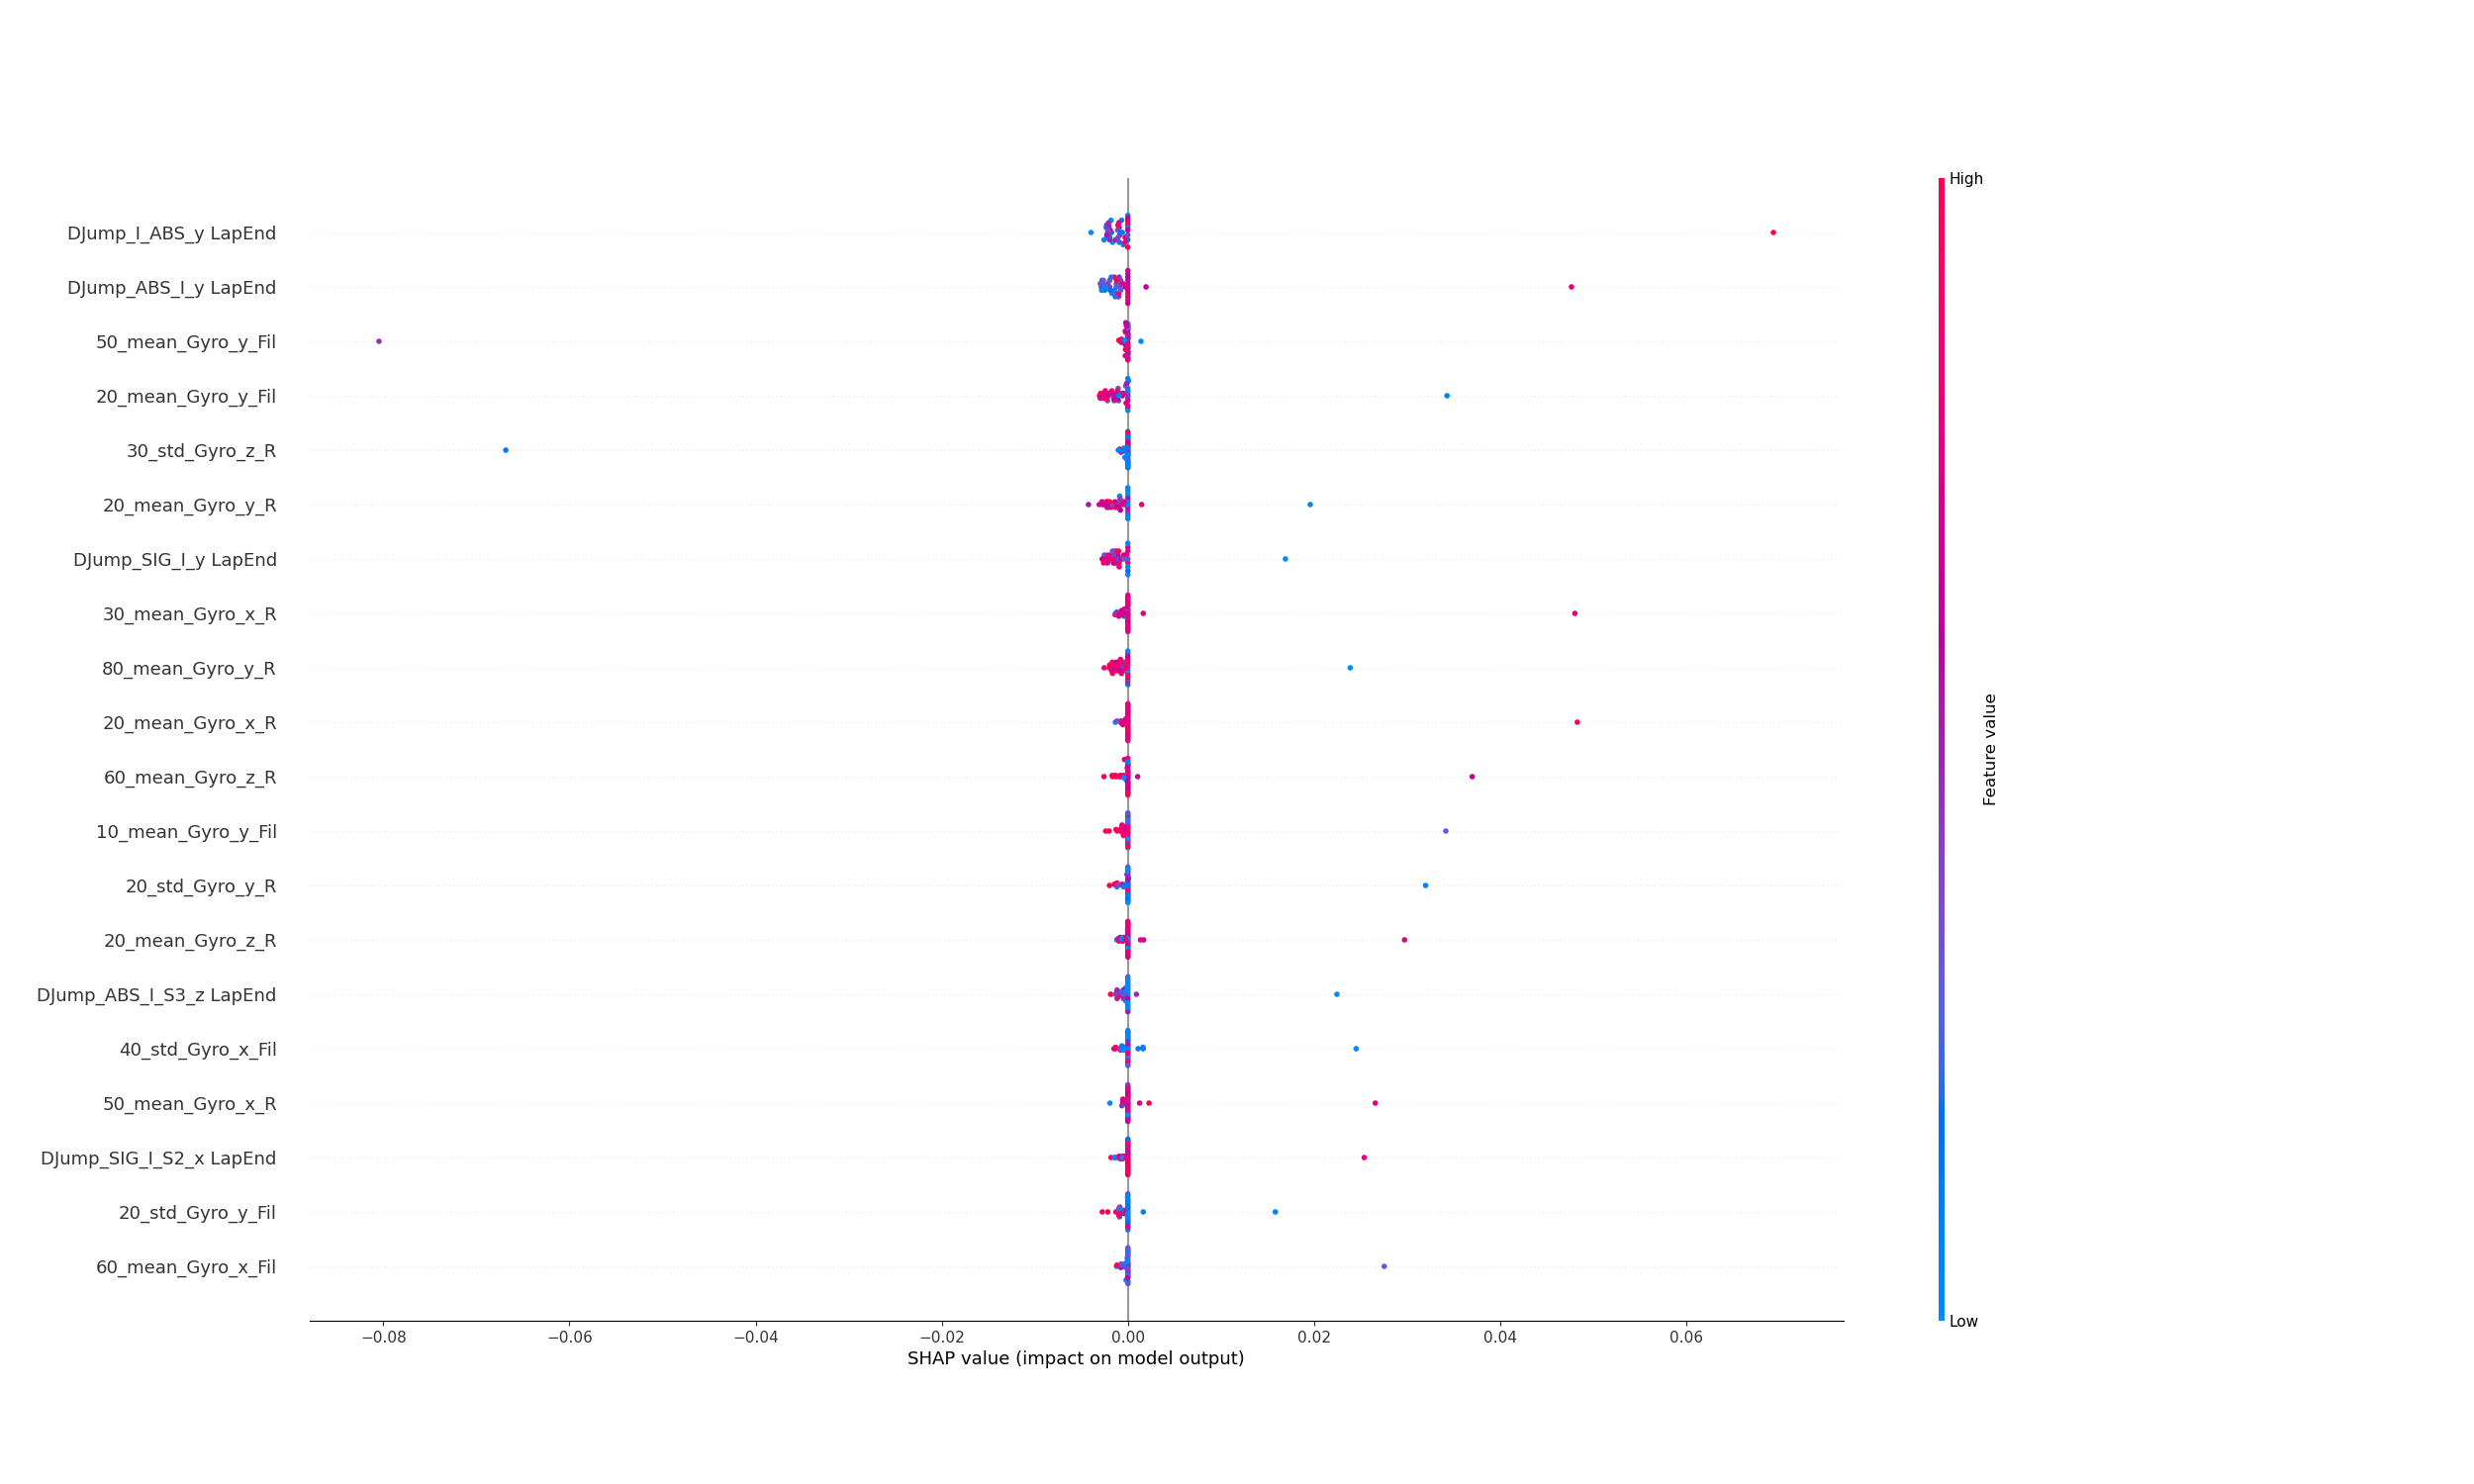 High
DJump_I_ABS_y LapEnd
DJump_ABS_I_y LapEnd
50_mean_Gyro_y_Fil
20_mean_Gyro_y_Fil
30_std_Gyro_z_R
20_mean_Gyro_y_R
DJump_SIG_I_y LapEnd
30_mean_Gyro_x_R
80_mean_Gyro_y_R
20_mean_Gyro_x_R
60_mean_Gyro_z_R
10_mean_Gyro_y_Fil
20_std_Gyro_y_R
20_mean_Gyro_z_R
DJump_ABS_I_S3_z LapEnd
40_std_Gyro_x_Fil
50_mean_Gyro_x_R
DJump_SIG_I_S2_x LapEnd
20_std_Gyro_y_Fil
60_mean_Gyro_x_Fil
Feature value
Low
−0.08 −0.06 −0.04 −0.02 0.00 0.02 0.04 0.06
SHAP value (impact on model output)